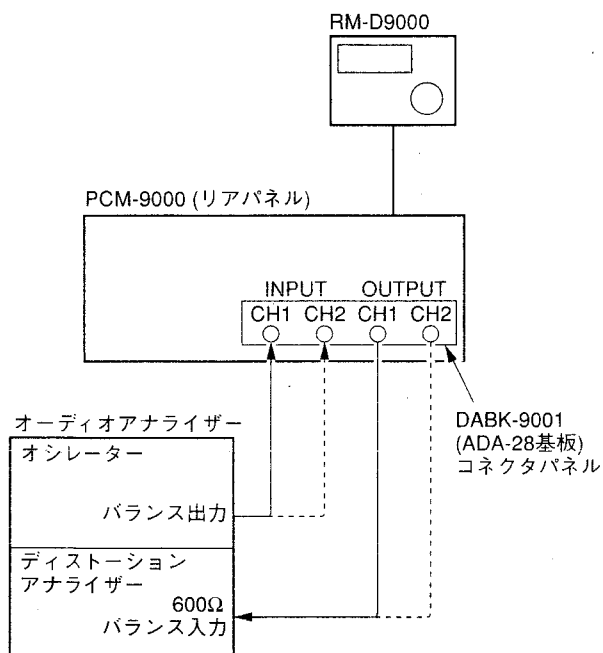 RM-D9000
PCM-9000 (リアパネル)
INPUT OUTPUT
CH1 CH2 CH1 CH2
DABK-9001
(ADA-28基板)
コネクタパネル
オーディオアナライザー
オシレーター
バランス出力
ディストーション
アナライザー
600Ω
バランス入力